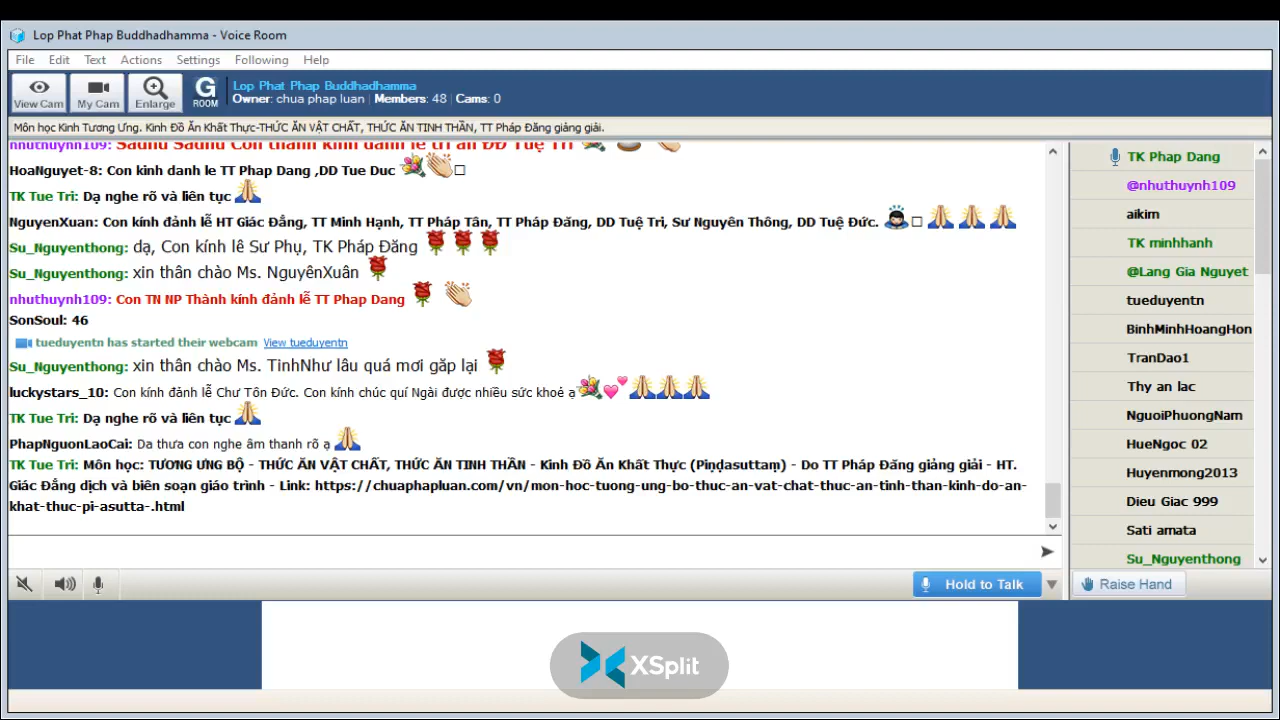 Lop Phat Phap Buddhadhamma - Voice Room
File Edit Text Actions Settings Following Help
View Cam My Cam Enlarge G ROOM
Lop Phat Phap Buddhadhamma
Owner: chua phap luan | Members: 48 | Cams: 0
Môn học Kinh Tương Ưng. Kinh Đồ Ăn Khất Thực-THỨC ĂN VẬT CHẤT, THỨC ĂN TINH THẦN, TT Pháp Đăng giảng giải.
nhuthuynh109: Sadhu Sadhu Con thành kính đảnh lễ tri ân ĐĐ Tuệ Trí
HoaNguyet-8: Con kinh danh le TT Phap Dang ,DD Tue Duc
TK Tue Tri: Dạ nghe rõ và liên tục
NguyenXuan: Con kính đảnh lễ HT Giác Đẳng, TT Minh Hạnh, TT Pháp Tân, TT Pháp Đăng, DD Tuệ Tri, Sư Nguyên Thông, DD Tuệ Đức.
Su_Nguyenthong: dạ, Con kính lê Sư Phụ, TK Pháp Đăng
Su_Nguyenthong: xin thân chào Ms. NguyênXuân
nhuthuynh109: Con TN NP Thành kính đảnh lễ TT Phap Dang
SonSoul: 46
tueduyentn has started their webcam View tueduyentn
Su_Nguyenthong: xin thân chào Ms. TinhNhư lâu quá mơi găp lại
luckystars_10: Con kính đảnh lễ Chư Tôn Đức. Con kính chúc quí Ngài được nhiều sức khoẻ ạ
TK Tue Tri: Dạ nghe rõ và liên tục
PhapNguonLaoCai: Da thưa con nghe âm thanh rõ ạ
TK Tue Tri: Môn học: TƯƠNG ƯNG BỘ - THỨC ĂN VẬT CHẤT, THỨC ĂN TINH THẦN - Kinh Đồ Ăn Khất Thực (Piṇḍasuttaṃ) - Do TT Pháp Đăng giảng giải - HT.
Giác Đẳng dịch và biên soạn giáo trình - Link: https://chuaphapluan.com/vn/mon-hoc-tuong-ung-bo-thuc-an-vat-chat-thuc-an-tinh-than-kinh-do-an-
khat-thuc-pi-asutta-.html
TK Phap Dang
@nhuthuynh109
aikim
TK minhhanh
@Lang Gia Nguyet
tueduyentn
BinhMinhHoangHon
TranDao1
Thy an lac
NguoiPhuongNam
HueNgoc 02
Huyenmong2013
Dieu Giac 999
Sati amata
Su_Nguyenthong
Hold to Talk
Raise Hand
XSplit